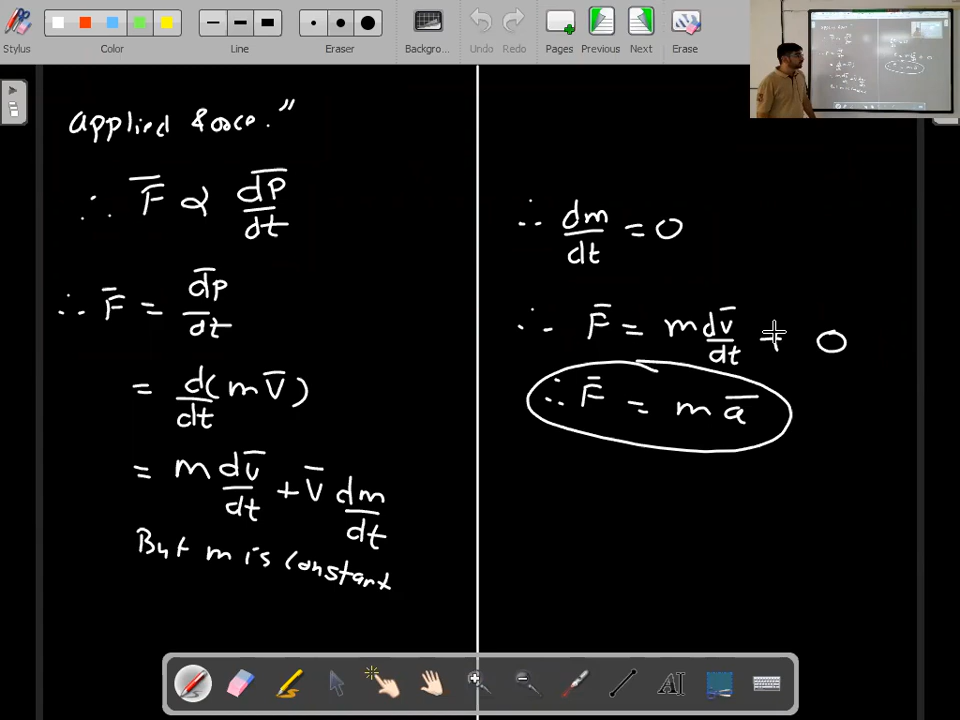 Stylus
Color
Line
Eraser
Backgro...
Undo
Redo
Pages
Previous
Next
Erase
applied force."
∴ F̅ ∝ dP̅/dt
∴ F̅ = dp̅/dt
= d/dt (m V̅)
= m dv̅/dt + V̅ dm/dt
But m is constant
∴ dm/dt = 0
∴ F̅ = m dv̅/dt + 0
∴ F̅ = m a̅
AI